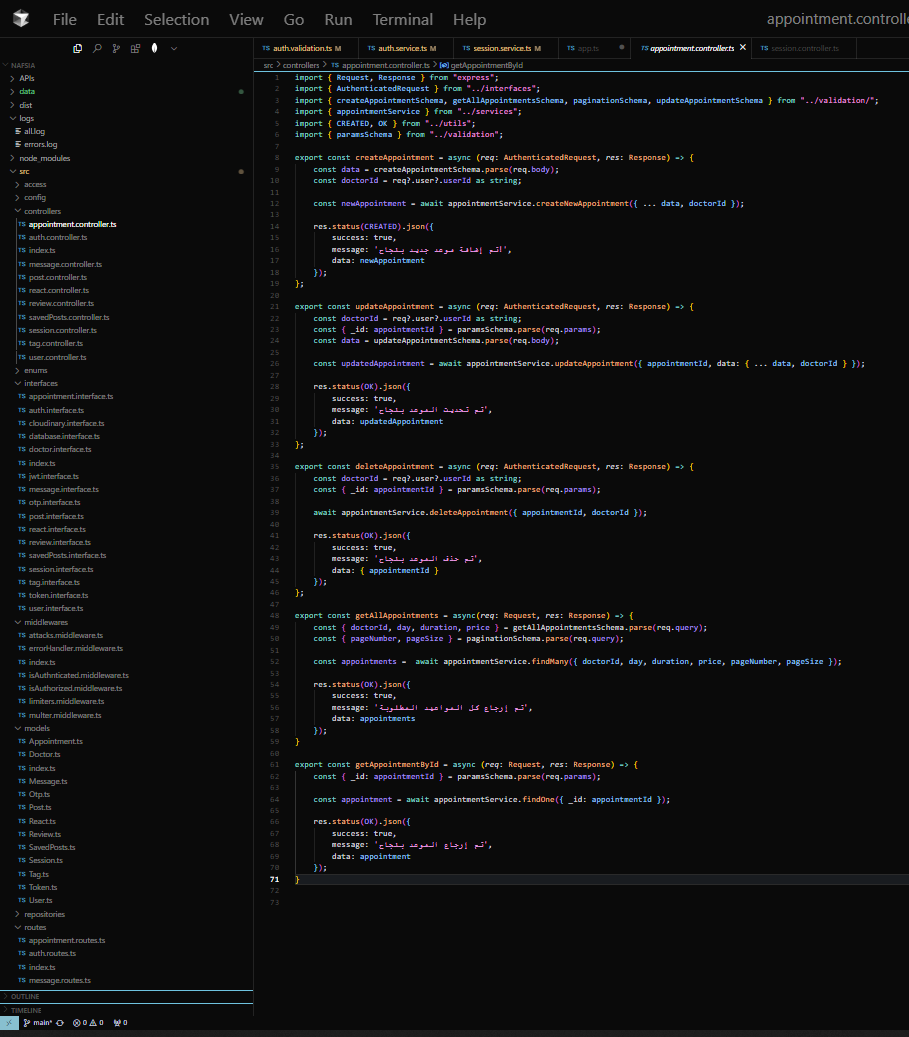 File Edit Selection View Go Run Terminal Help
appointment.controlle
TS auth.validation.ts M TS auth.service.ts M TS session.service.ts M TS app.ts TS appointment.controller.ts TS session.controller.ts
src > controllers > TS appointment.controller.ts > getAppointmentById
NAFSIA
APIs
data
dist
logs
all.log
errors.log
node_modules
src
access
config
controllers
TS appointment.controller.ts
TS auth.controller.ts
TS index.ts
TS message.controller.ts
TS post.controller.ts
TS react.controller.ts
TS review.controller.ts
TS savedPosts.controller.ts
TS session.controller.ts
TS tag.controller.ts
TS user.controller.ts
enums
interfaces
TS appointment.interface.ts
TS auth.interface.ts
TS cloudinary.interface.ts
TS database.interface.ts
TS doctor.interface.ts
TS index.ts
TS jwt.interface.ts
TS message.interface.ts
TS otp.interface.ts
TS post.interface.ts
TS react.interface.ts
TS review.interface.ts
TS savedPosts.interface.ts
TS session.interface.ts
TS tag.interface.ts
TS token.interface.ts
TS user.interface.ts
middlewares
TS attacks.middleware.ts
TS errorHandler.middleware.ts
TS index.ts
TS isAuthnticated.middleware.ts
TS isAuthorized.middleware.ts
TS limiters.middleware.ts
TS multer.middleware.ts
models
TS Appointment.ts
TS Doctor.ts
TS index.ts
TS Message.ts
TS Otp.ts
TS Post.ts
TS React.ts
TS Review.ts
TS SavedPosts.ts
TS Session.ts
TS Tag.ts
TS Token.ts
TS User.ts
repositories
routes
TS appointment.routes.ts
TS auth.routes.ts
TS index.ts
TS message.routes.ts
OUTLINE
TIMELINE
1 import { Request, Response } from "express";
2 import { AuthenticatedRequest } from "../interfaces";
3 import { createAppointmentSchema, getAllAppointmentsSchema, paginationSchema, updateAppointmentSchema } from "../validation/";
4 import { appointmentService } from "../services";
5 import { CREATED, OK } from "../utils";
6 import { paramsSchema } from "../validation";
7
8 export const createAppointment = async (req: AuthenticatedRequest, res: Response) => {
9 const data = createAppointmentSchema.parse(req.body);
10 const doctorId = req?.user?.userId as string;
11
12 const newAppointment = await appointmentService.createNewAppointment({ ... data, doctorId });
13
14 res.status(CREATED).json({
15 success: true,
16 message: 'اتم إضافة موعد جديد بنجاح',
17 data: newAppointment
18 });
19 };
20
21 export const updateAppointment = async (req: AuthenticatedRequest, res: Response) => {
22 const doctorId = req?.user?.userId as string;
23 const { _id: appointmentId } = paramsSchema.parse(req.params);
24 const data = updateAppointmentSchema.parse(req.body);
25
26 const updatedAppointment = await appointmentService.updateAppointment({ appointmentId, data: { ... data, doctorId } });
27
28 res.status(OK).json({
29 success: true,
30 message: 'تم تحديث الموعد بنجاح',
31 data: updatedAppointment
32 });
33 };
34
35 export const deleteAppointment = async (req: AuthenticatedRequest, res: Response) => {
36 const doctorId = req?.user?.userId as string;
37 const { _id: appointmentId } = paramsSchema.parse(req.params);
38
39 await appointmentService.deleteAppointment({ appointmentId, doctorId });
40
41 res.status(OK).json({
42 success: true,
43 message: 'تم حذف الموعد بنجاح',
44 data: { appointmentId }
45 });
46 };
47
48 export const getAllAppointments = async(req: Request, res: Response) => {
49 const { doctorId, day, duration, price } = getAllAppointmentsSchema.parse(req.query);
50 const { pageNumber, pageSize } = paginationSchema.parse(req.query);
51
52 const appointments = await appointmentService.findMany({ doctorId, day, duration, price, pageNumber, pageSize });
53
54 res.status(OK).json({
55 success: true,
56 message: 'تم إرجاع كل المواعيد المطلوبة',
57 data: appointments
58 });
59 }
60
61 export const getAppointmentById = async (req: Request, res: Response) => {
62 const { _id: appointmentId } = paramsSchema.parse(req.params);
63
64 const appointment = await appointmentService.findOne({ _id: appointmentId });
65
66 res.status(OK).json({
67 success: true,
68 message: 'تم إرجاع الموعد بنجاح',
69 data: appointment
70 });
71 }
72
73
main* 0 0 0